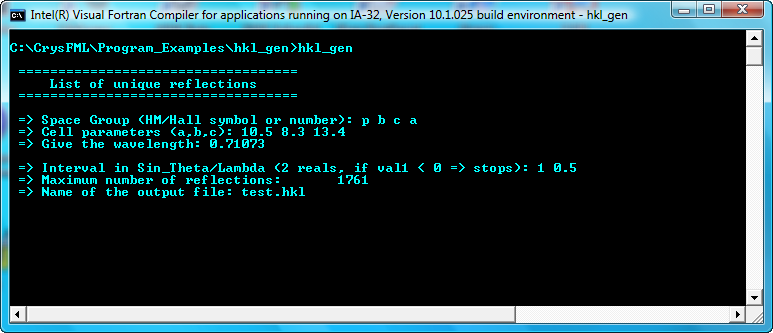 Intel(R) Visual Fortran Compiler for applications running on IA-32, Version 10.1.025 build environment - hkl_gen
C:\CrysFML\Program_Examples\hkl_gen>hkl_gen
===================================
List of unique reflections
===================================
=> Space Group (HM/Hall symbol or number): p b c a
=> Cell parameters (a,b,c): 10.5 8.3 13.4
=> Give the wavelength: 0.71073
=> Interval in Sin_Theta/Lambda (2 reals, if val1 < 0 => stops): 1 0.5
=> Maximum number of reflections: 1761
=> Name of the output file: test.hkl